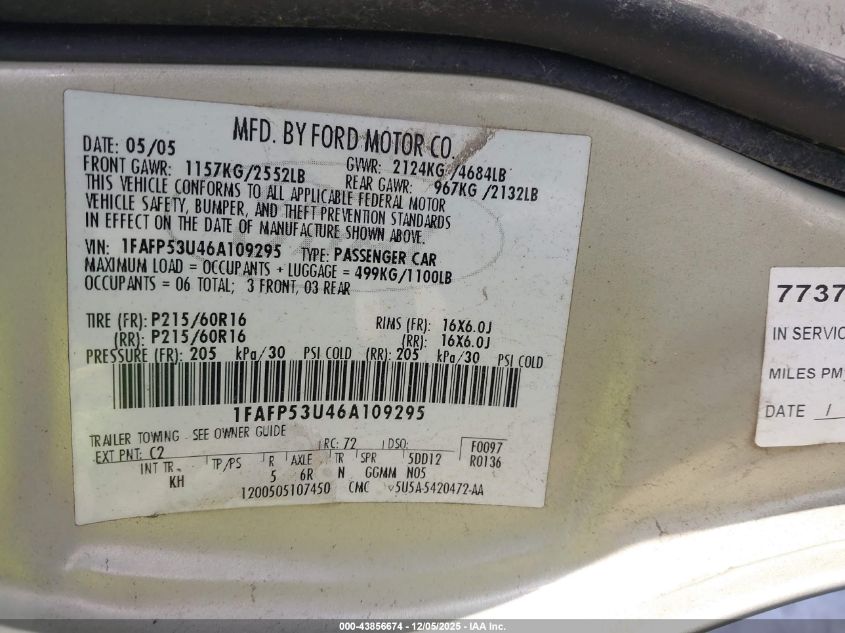 MFD. BY FORD MOTOR CO
DATE: 05/05
GVWR: 2124KG/4684LB
FRONT GAWR: 1157KG/2552LB
REAR GAWR: 967KG/2132LB
THIS VEHICLE CONFORMS TO ALL APPLICABLE FEDERAL MOTOR
VEHICLE SAFETY, BUMPER, AND THEFT PREVENTION STANDARDS
IN EFFECT ON THE DATE OF MANUFACTURE SHOWN ABOVE.
VIN: 1FAFP53U46A109295 TYPE: PASSENGER CAR
MAXIMUM LOAD = OCCUPANTS + LUGGAGE = 499KG/1100LB
OCCUPANTS = 06 TOTAL; 3 FRONT, 03 REAR
TIRE (FR): P215/60R16 RIMS (FR): 16X6.0J
(RR): P215/60R16 (RR): 16X6.0J
PRESSURE (FR): 205 kPa/30 PSI COLD (RR): 205 kPa/30 PSI COLD
1FAFP53U46A109295
TRAILER TOWING - SEE OWNER GUIDE
EXT PNT: C2 RC: 72 DSO: F0097
INT TR. TP/PS R AXLE TR SPR 5DD12 R0136
KH 5 6R N GGMM N05
1200505107450 CMC 5U5A-5420472-AA
7737
IN SERVIC
MILES PM
DATE /
000-43856674 - 12/05/2025 - IAA Inc.